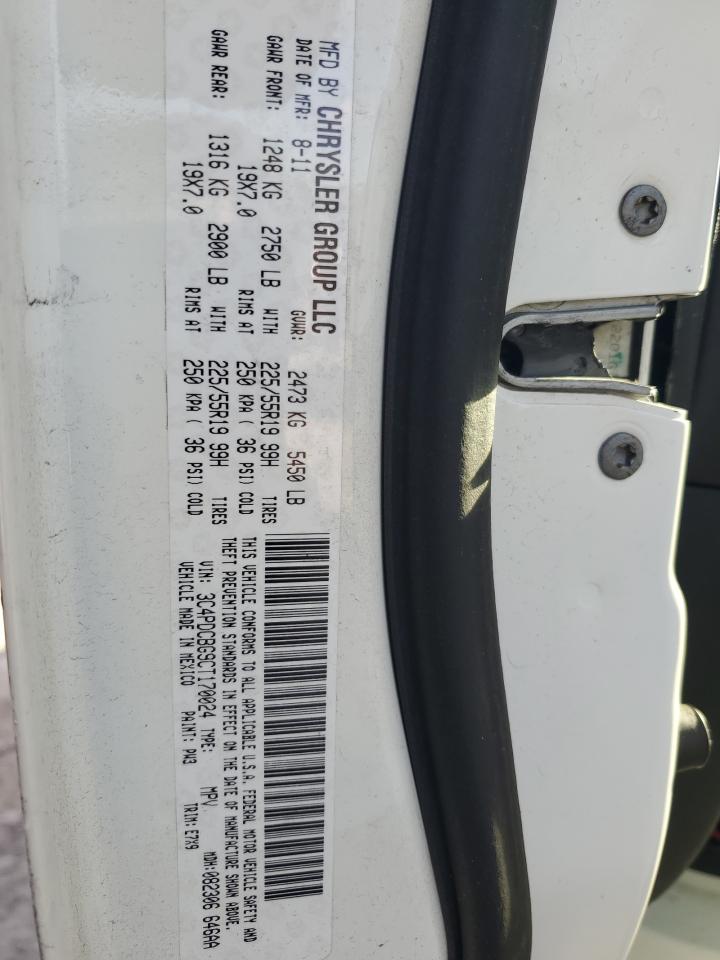 MFD BY CHRYSLER GROUP LLC
DATE OF MFR: 8-11 GVWR: 2473 KG 5450 LB
GAWR FRONT: 1248 KG 2750 LB WITH 225/55R19 99H TIRES
19X7.0 RIMS AT 250 KPA ( 36 PSI) COLD
GAWR REAR: 1316 KG 2900 LB WITH 225/55R19 99H TIRES
19X7.0 RIMS AT 250 KPA ( 36 PSI) COLD
THIS VEHICLE CONFORMS TO ALL APPLICABLE U.S.A. FEDERAL MOTOR VEHICLE SAFETY AND
THEFT PREVENTION STANDARDS IN EFFECT ON THE DATE OF MANUFACTURE SHOWN ABOVE.
VIN: 3C4PDCBG9CT170024 TYPE: MPV MDH:082306 646AA
VEHICLE MADE IN MEXICO PAINT: PW3 TRIM:E7X9